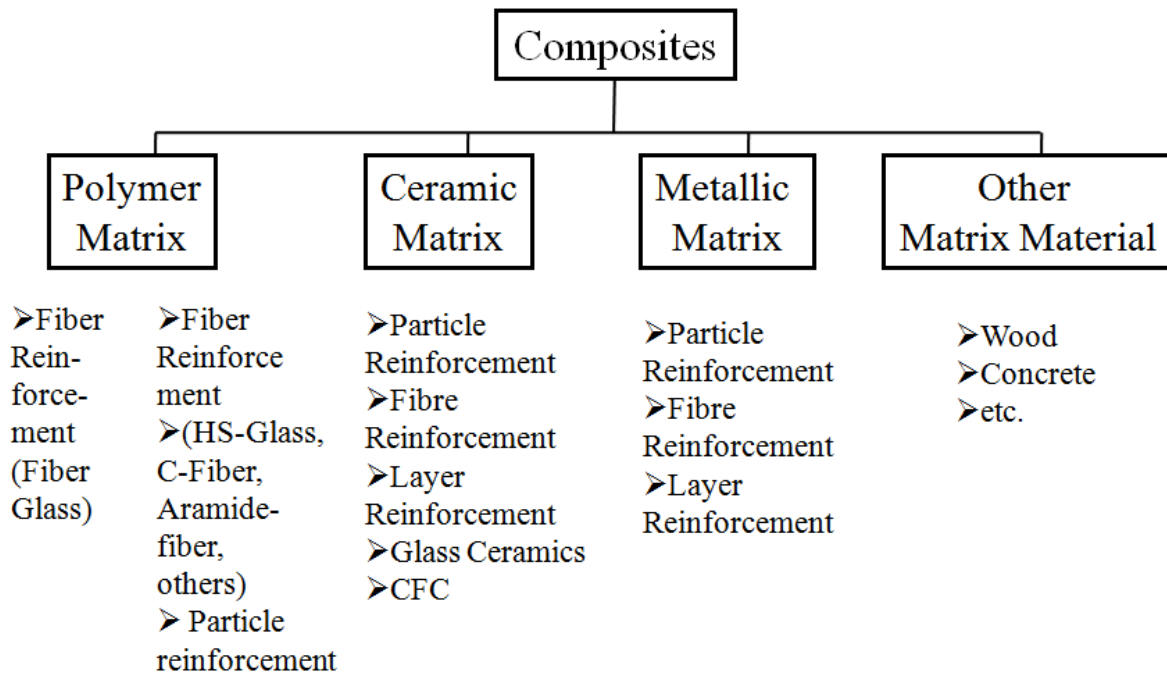 Composites
Polymer
Matrix
Ceramic
Matrix
Metallic
Matrix
Other
Matrix Material
➢Fiber
Rein-
force-
ment
(Fiber
Glass)
➢Fiber
Reinforce
ment
➢(HS-Glass,
C-Fiber,
Aramide-
fiber,
others)
➢ Particle
reinforcement
➢Particle
Reinforcement
➢Fibre
Reinforcement
➢Layer
Reinforcement
➢Glass Ceramics
➢CFC
➢Particle
Reinforcement
➢Fibre
Reinforcement
➢Layer
Reinforcement
➢Wood
➢Concrete
➢etc.